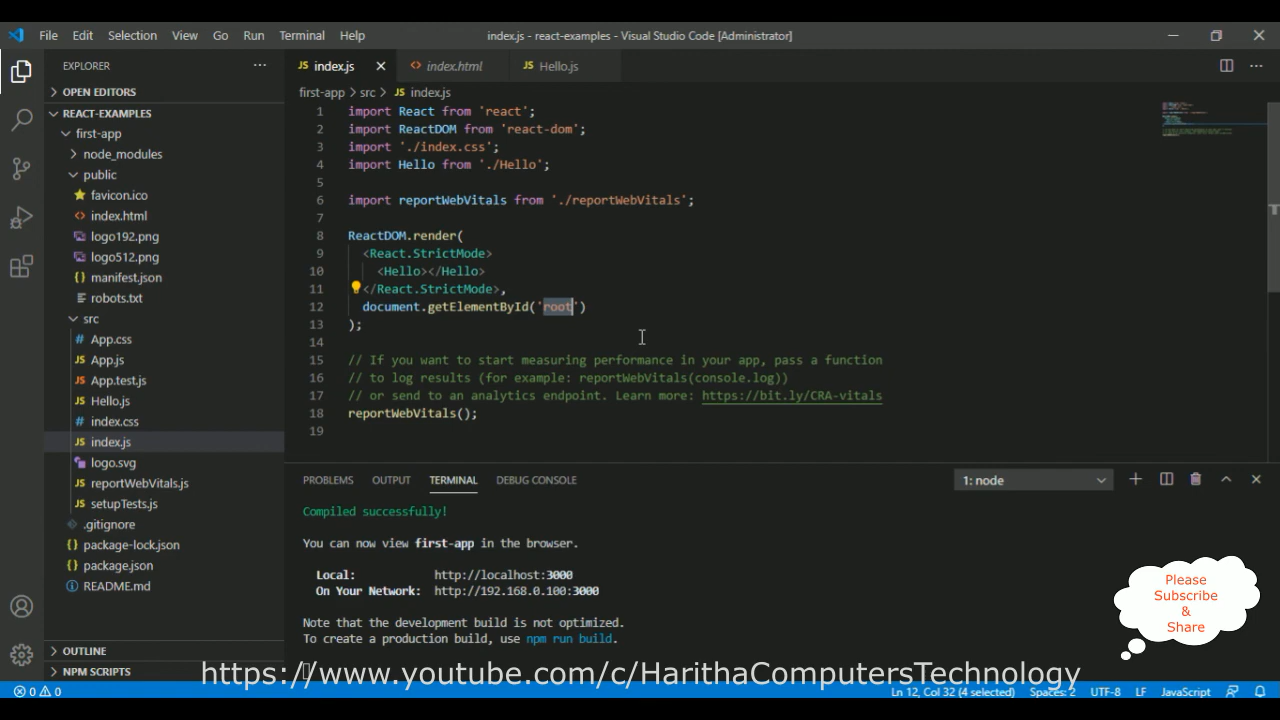 File Edit Selection View Go Run Terminal Help
index.js - react-examples - Visual Studio Code [Administrator]
EXPLORER
OPEN EDITORS
REACT-EXAMPLES
first-app
node_modules
public
favicon.ico
index.html
logo192.png
logo512.png
manifest.json
robots.txt
src
App.css
App.js
App.test.js
Hello.js
index.css
index.js
logo.svg
reportWebVitals.js
setupTests.js
.gitignore
package-lock.json
package.json
README.md
OUTLINE
NPM SCRIPTS
JS index.js index.html JS Hello.js
first-app > src > JS index.js
1 import React from 'react';
2 import ReactDOM from 'react-dom';
3 import './index.css';
4 import Hello from './Hello';
5
6 import reportWebVitals from './reportWebVitals';
7
8 ReactDOM.render(
9 <React.StrictMode>
10 <Hello></Hello>
11 </React.StrictMode>,
12 document.getElementById('root')
13 );
14
15 // If you want to start measuring performance in your app, pass a function
16 // to log results (for example: reportWebVitals(console.log))
17 // or send to an analytics endpoint. Learn more: https://bit.ly/CRA-vitals
18 reportWebVitals();
19
PROBLEMS OUTPUT TERMINAL DEBUG CONSOLE
1: node
Compiled successfully!
You can now view first-app in the browser.
Local: http://localhost:3000
On Your Network: http://192.168.0.100:3000
Note that the development build is not optimized.
To create a production build, use npm run build.
Please
Subscribe
&
Share
https://www.youtube.com/c/HarithaComputersTechnology
0 0
Ln 12, Col 32 (4 selected) Spaces: 2 UTF-8 LF JavaScript